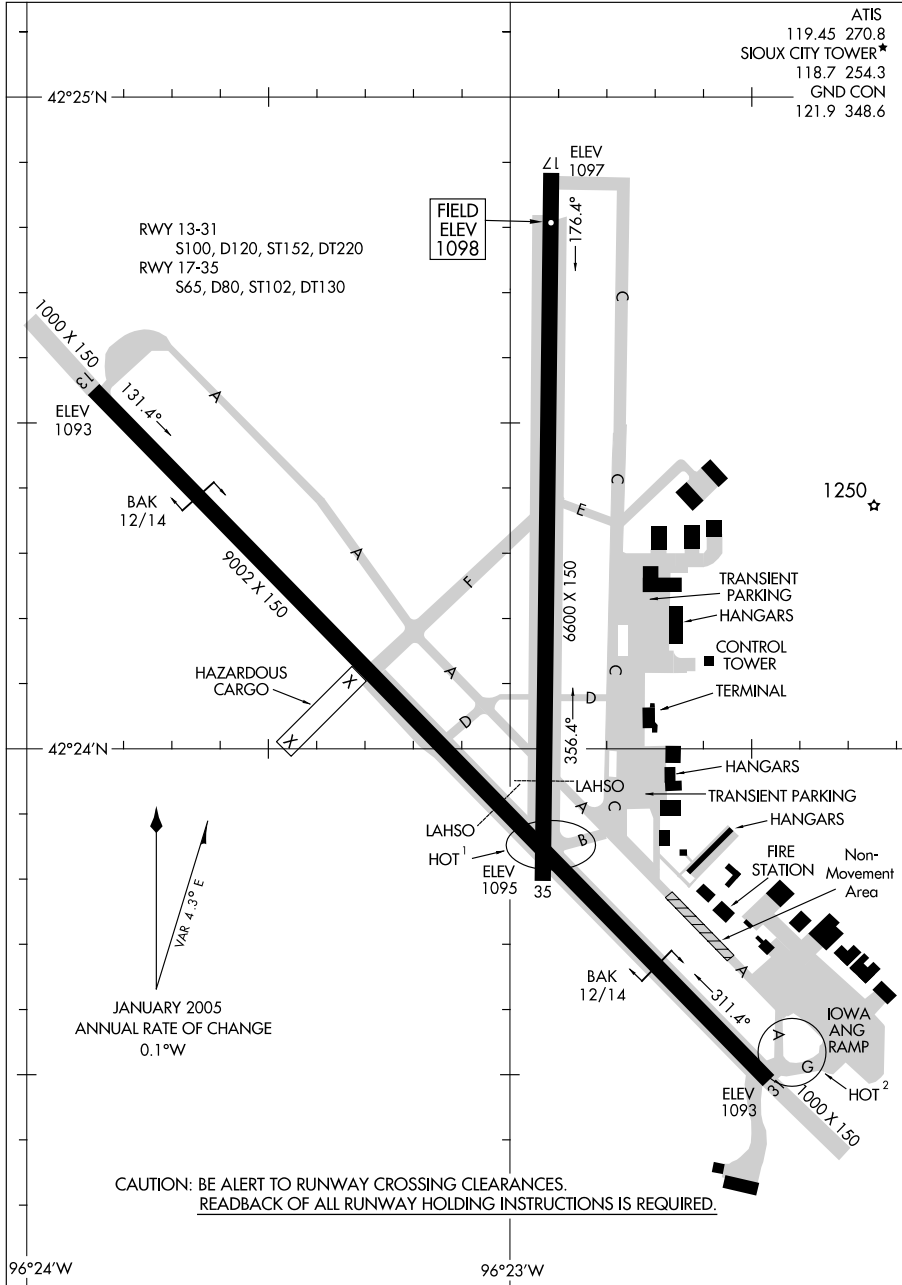 ATIS
119.45 270.8
SIOUX CITY TOWER★
118.7 254.3
GND CON
121.9 348.6
42°25'N
17
ELEV
1097
FIELD
ELEV
1098
176.4°
RWY 13-31
S100, D120, ST152, DT220
RWY 17-35
S65, D80, ST102, DT130
C
1000 X 150
13
ELEV
1093
131.4°
A
BAK
12/14
C
1250
E
9002 X 150
A
F
6600 X 150
TRANSIENT
PARKING
HANGARS
CONTROL
TOWER
TERMINAL
HAZARDOUS
CARGO
X
X
A
D
D
C
356.4°
42°24'N
HANGARS
LAHSO
TRANSIENT PARKING
A
C
HANGARS
LAHSO
HOT 1
B
ELEV
1095
35
FIRE
STATION
Non-
Movement
Area
VAR 4.3° E
JANUARY 2005
ANNUAL RATE OF CHANGE
0.1°W
BAK
12/14
A
311.4°
A
IOWA
ANG
RAMP
G
HOT 2
ELEV
1093
31
1000 X 150
CAUTION: BE ALERT TO RUNWAY CROSSING CLEARANCES.
READBACK OF ALL RUNWAY HOLDING INSTRUCTIONS IS REQUIRED.
96°24'W
96°23'W